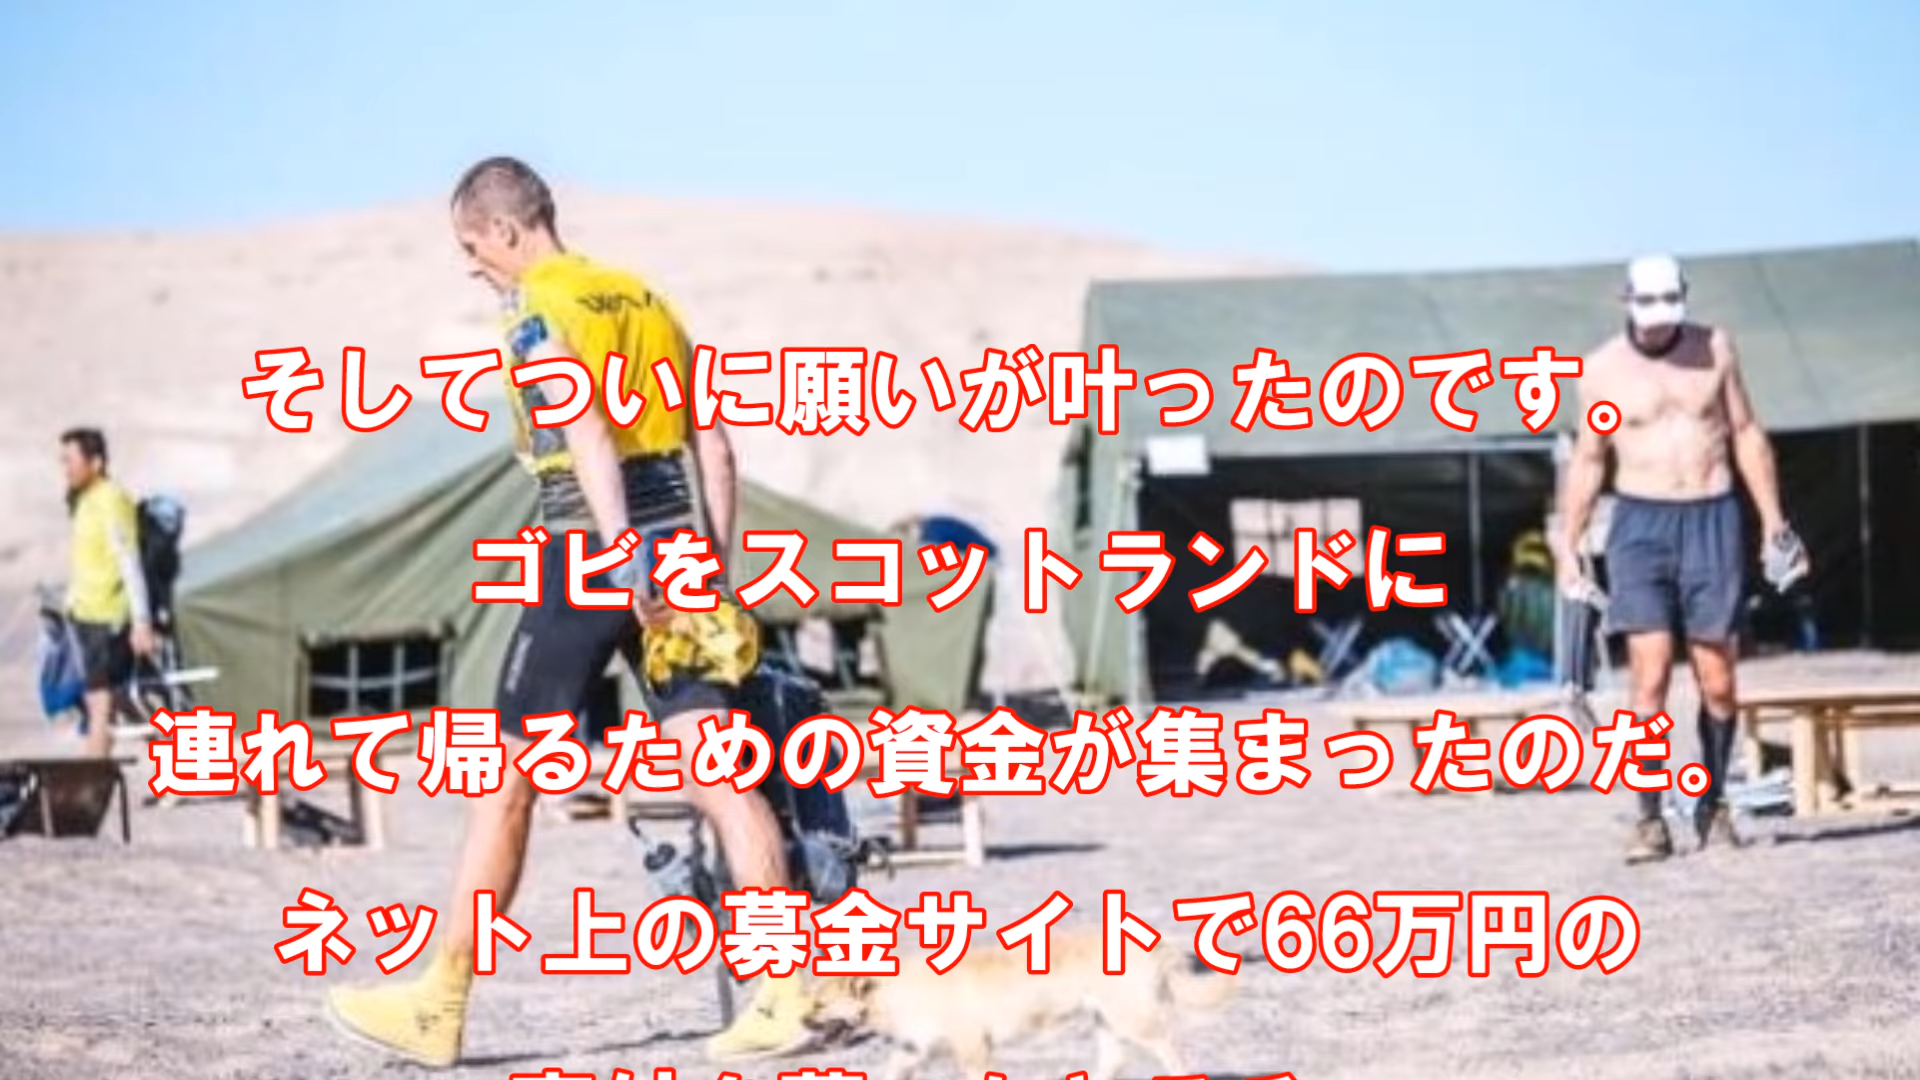 そしてついに願いが叶ったのです。
ゴビをスコットランドに
連れて帰るための資金が集まったのだ。
ネット上の募金サイトで66万円の